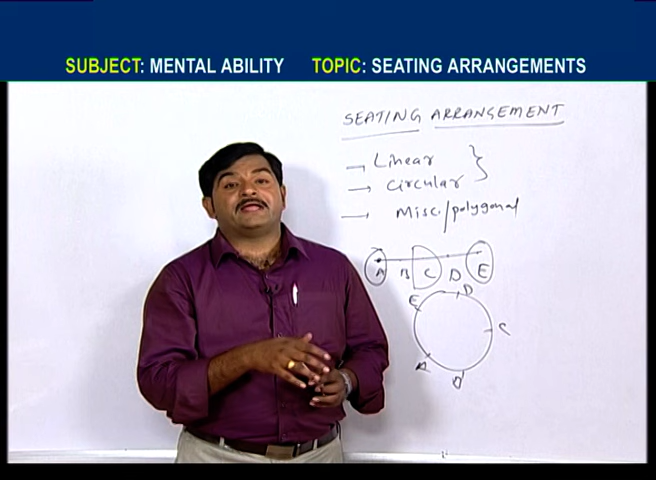 SUBJECT: MENTAL ABILITY TOPIC: SEATING ARRANGEMENTS
SEATING ARRANGEMENT
→ Linear
→ Circular
→ Misc./polygonal
A B C D E
E D
C
A